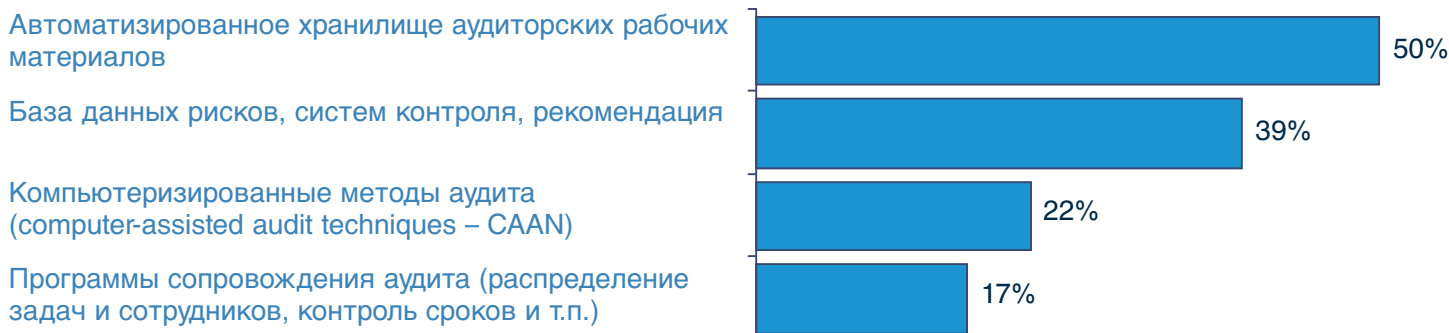 Автоматизированное хранилище аудиторских рабочих
материалов
50%
База данных рисков, систем контроля, рекомендация
39%
Компьютеризированные методы аудита
(computer-assisted audit techniques – CAAN)
22%
Программы сопровождения аудита (распределение
задач и сотрудников, контроль сроков и т.п.)
17%